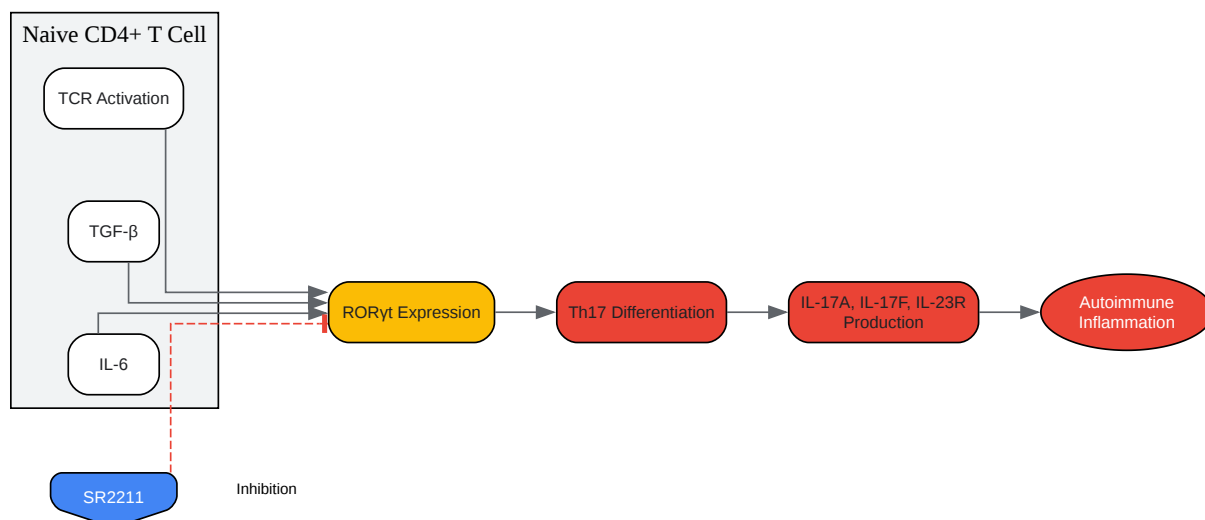 Naive CD4+ T Cell
TCR Activation
TGF-β
IL-6
RORγt Expression
Th17 Differentiation
IL-17A, IL-17F, IL-23R
Production
Autoimmune
Inflammation
SR2211
Inhibition